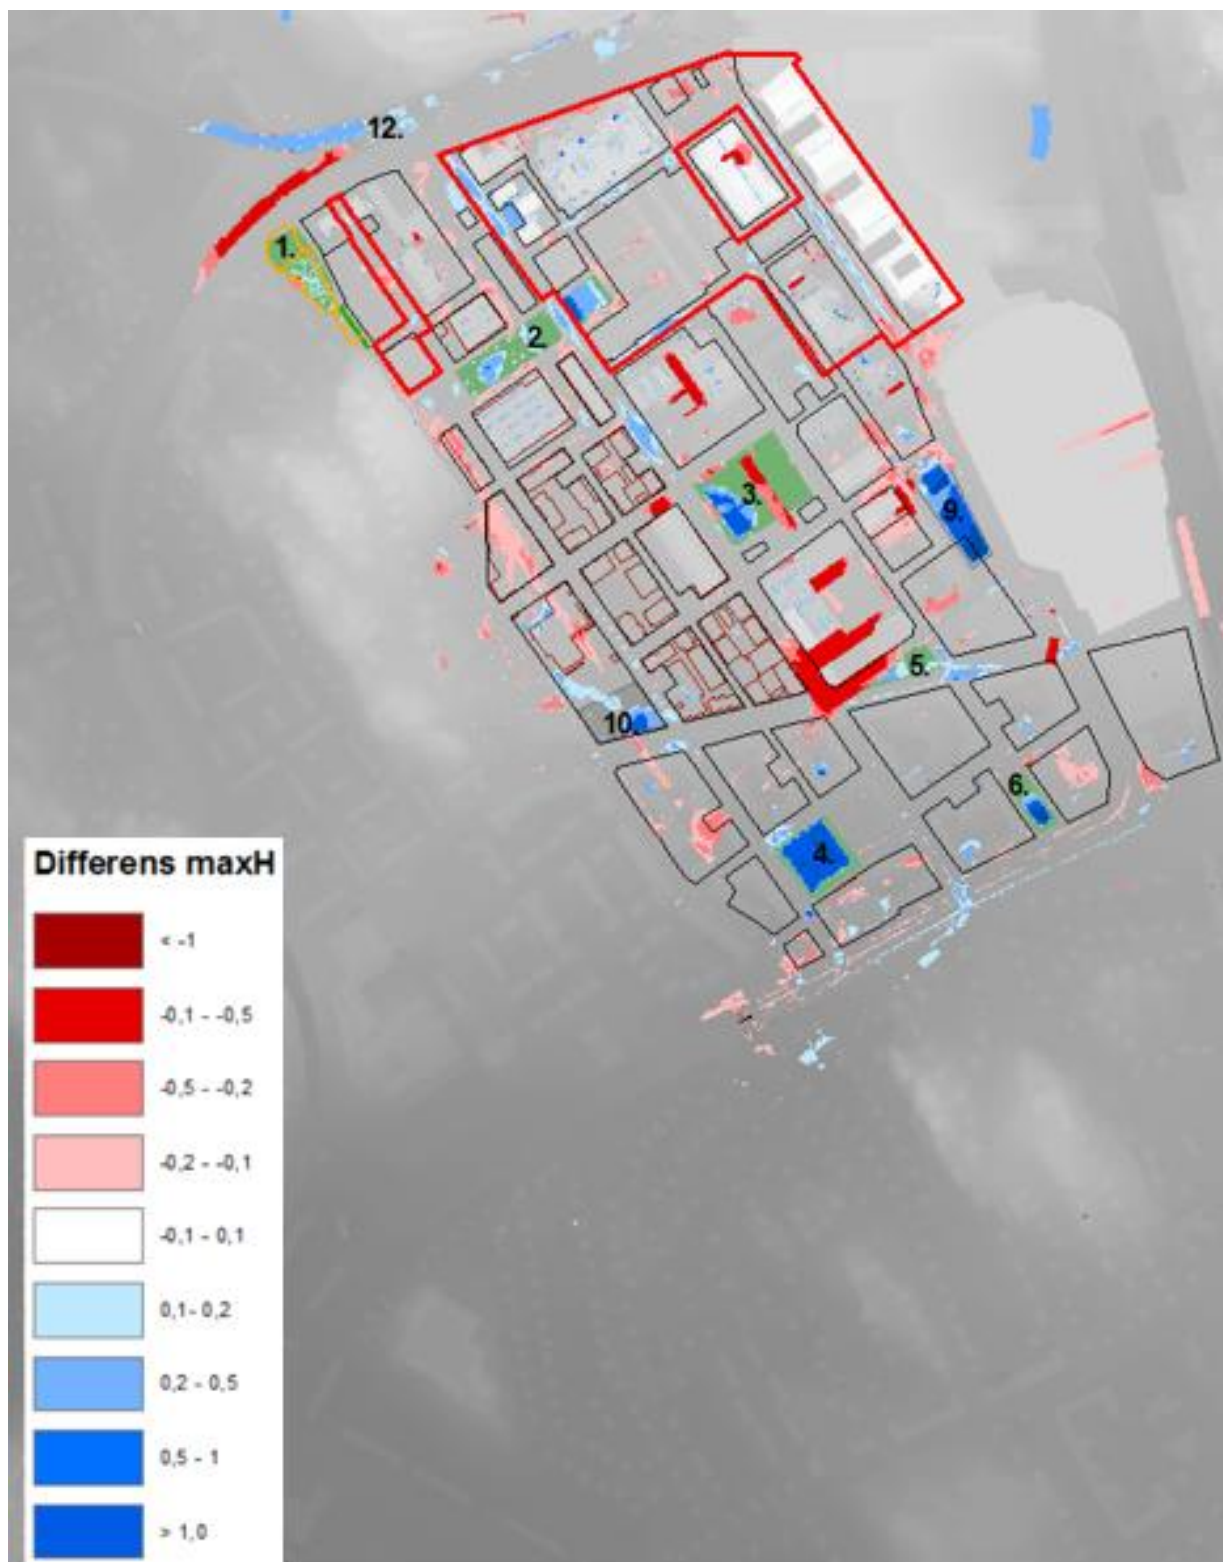 12.
1.
2.
3.
9.
5.
10.
6.
4.
Differens maxH
< -1
-0,1 - -0,5
-0,5 - -0,2
-0,2 - -0,1
-0,1 - 0,1
0,1- 0,2
0,2 - 0,5
0,5 - 1
> 1,0